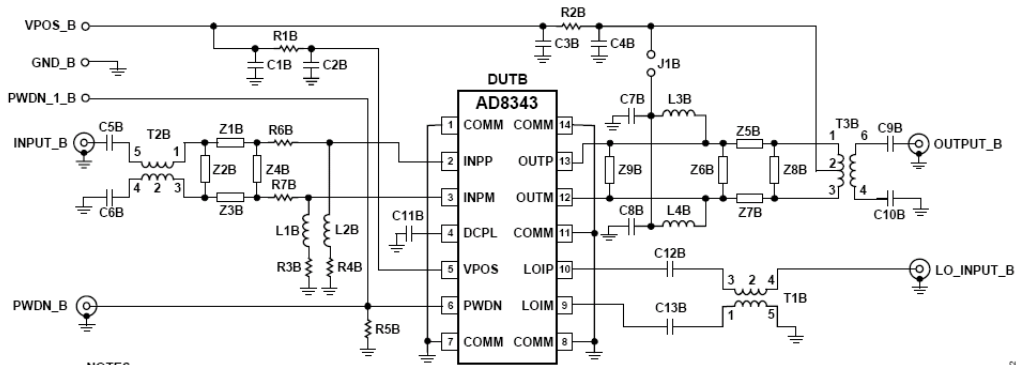 VPOS_B
R2B
R1B
C3B
C4B
C1B
C2B
GND_B
J1B
DUTB
PWDN_1_B
AD8343
C7B
L3B
C5B
T2B
Z1B
R6B
1 COMM
COMM 14
Z5B
T3B
C9B
INPUT_B
5
1
1
6
OUTPUT_B
Z2B
Z4B
2 INPP
OUTP 13
Z9B
Z6B
Z8B
2
4
2
3
R7B
3 INPM
OUTM 12
3
4
C6B
Z3B
C8B
L4B
Z7B
C10B
C11B
L1B
L2B
4 DCPL
COMM 11
C12B
R3B
R4B
5 VPOS
LOIP 10
3
2
4
LO_INPUT_B
PWDN_B
6 PWDN
LOIM 9
C13B
1
5
T1B
R5B
7 COMM
COMM 8